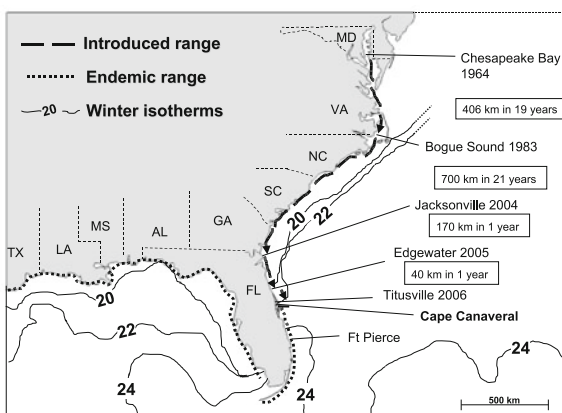 Introduced range
Endemic range
20 Winter isotherms
MD
Chesapeake Bay
1964
VA
406 km in 19 years
Bogue Sound 1983
NC
700 km in 21 years
SC
20
22
Jacksonville 2004
170 km in 1 year
GA
AL
MS
LA
TX
Edgewater 2005
40 km in 1 year
FL
Titusville 2006
Cape Canaveral
Ft Pierce
20
22
24
24
24
500 km